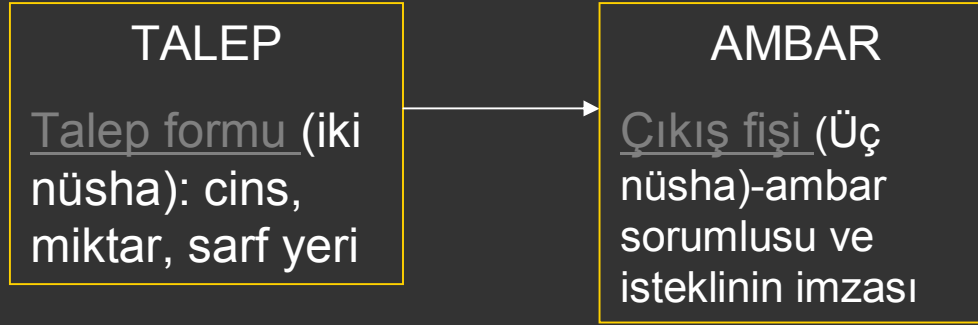 TALEP
Talep formu (iki
nüsha): cins,
miktar, sarf yeri
AMBAR
Çıkış fişi (Üç
nüsha)-ambar
sorumlusu ve
isteklinin imzası